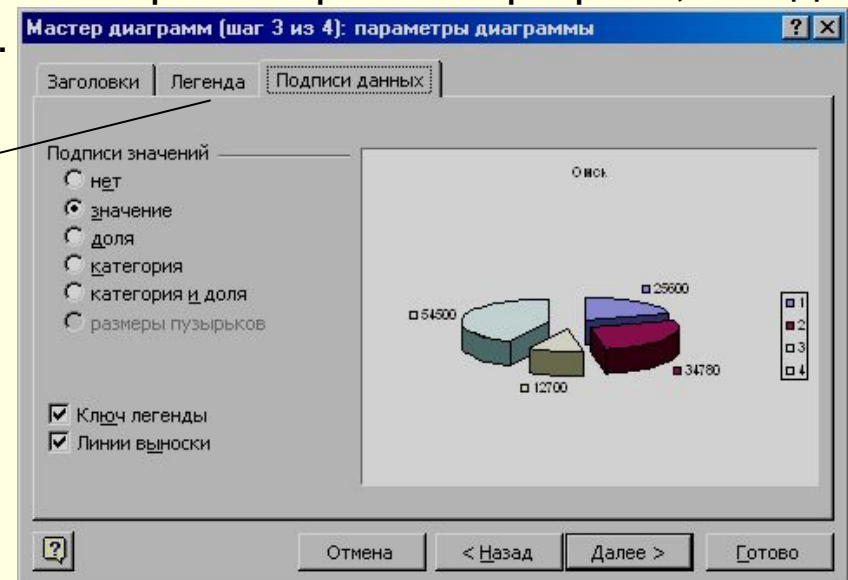 Мастер диаграмм (шаг 3 из 4): параметры диаграммы
Заголовки Легенда Подписи данных
Подписи значений
нет
значение
доля
категория
категория и доля
размеры пузырьков
Ключ легенды
Линии выноски
Омск
25600
54500
34780
12700
1
2
3
4
Отмена < Назад Далее > Готово